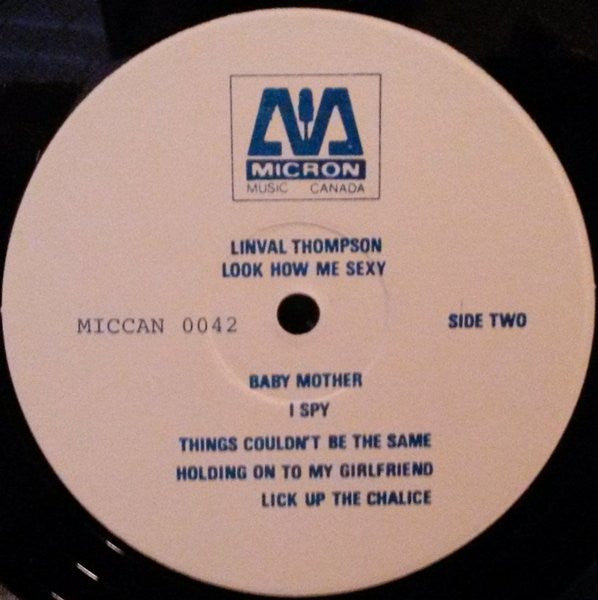 MICRON
MUSIC CANADA
LINVAL THOMPSON
LOOK HOW ME SEXY
MICCAN 0042
SIDE TWO
BABY MOTHER
I SPY
THINGS COULDN'T BE THE SAME
HOLDING ON TO MY GIRLFRIEND
LICK UP THE CHALICE